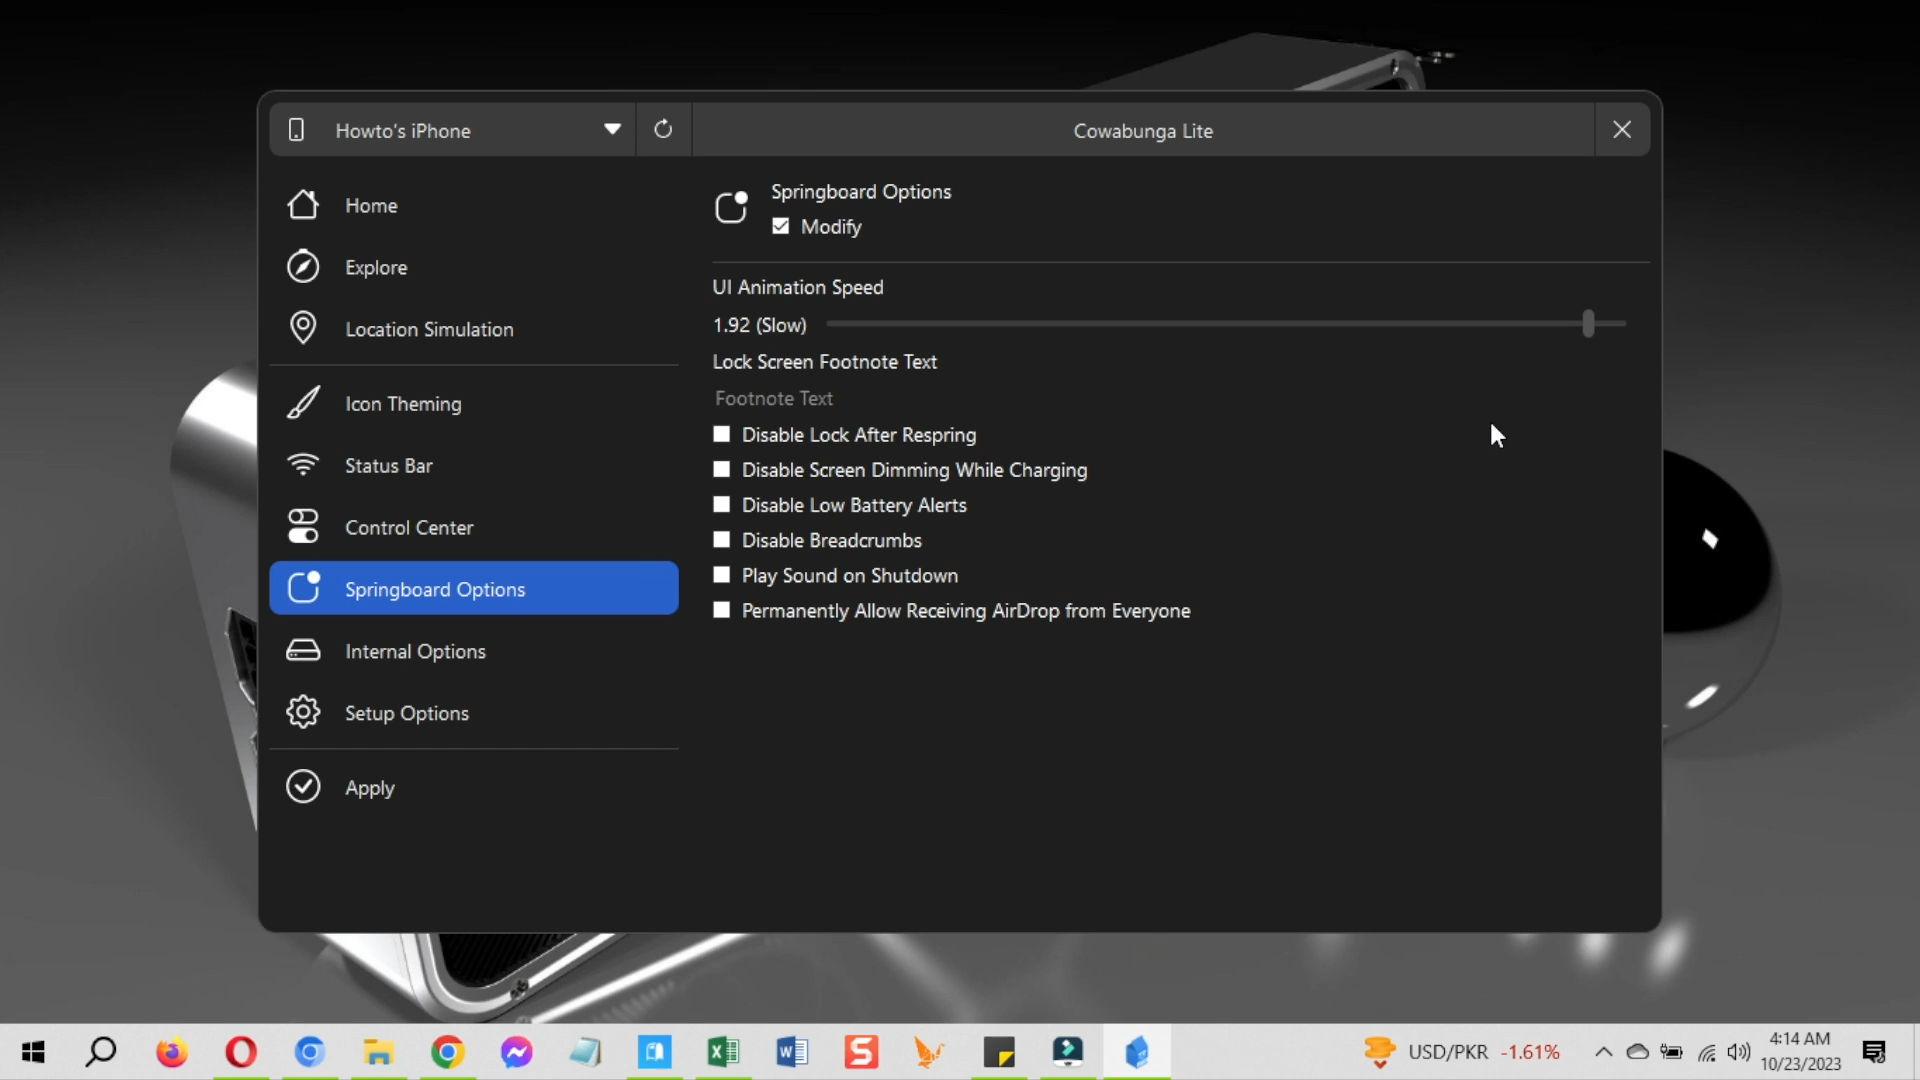 Howto's iPhone
Cowabunga Lite
Home
Explore
Location Simulation
Icon Theming
Status Bar
Control Center
Springboard Options
Internal Options
Setup Options
Apply
Springboard Options
Modify
UI Animation Speed
1.92 (Slow)
Lock Screen Footnote Text
Footnote Text
Disable Lock After Respring
Disable Screen Dimming While Charging
Disable Low Battery Alerts
Disable Breadcrumbs
Play Sound on Shutdown
Permanently Allow Receiving AirDrop from Everyone
USD/PKR -1.61%
4:14 AM
10/23/2023